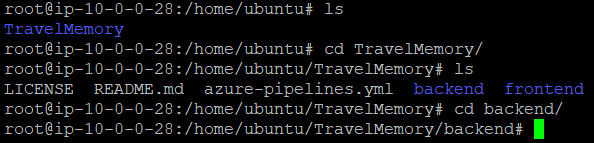 root@ip-10-0-0-28:/home/ubuntu# ls
TravelMemory
root@ip-10-0-0-28:/home/ubuntu# cd TravelMemory/
root@ip-10-0-0-28:/home/ubuntu/TravelMemory# ls
LICENSE  README.md  azure-pipelines.yml  backend  frontend
root@ip-10-0-0-28:/home/ubuntu/TravelMemory# cd backend/
root@ip-10-0-0-28:/home/ubuntu/TravelMemory/backend#